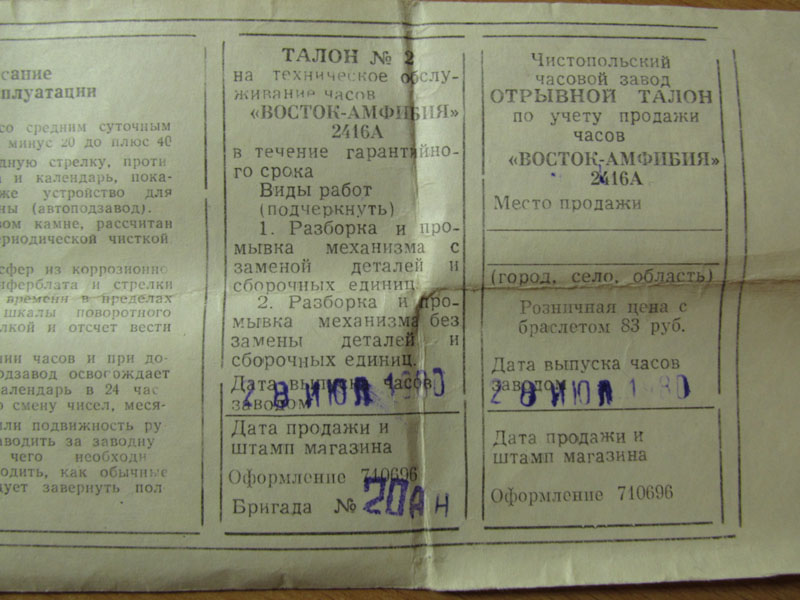 сание
плуатации
со средним суточным
минус 20 до плюс 40
дную стрелку, проти
и календарь, пока-
же устройство для
ны (автоподзавод).
вом камне, рассчитан
ериодической чисткой
сфер из коррозионно
иферблата и стрелки
времени в пределах
шкалы поворотного
лкой и отсчет вести
нии часов и при до-
одзавод освобождает
календарь в 24 час
о смену чисел, меся-
или подвижность ру
аводить за заводну
чего необходи
одить, как обычные
дует завернуть пол
ТАЛОН № 2
на техническое обслу-
живание часов
«ВОСТОК-АМФИБИЯ»
2416А
в течение гарантийно-
го срока
Виды работ
(подчеркнуть)
1. Разборка и про-
мывка механизма с
заменой деталей и
сборочных единиц.
2. Разборка и про-
мывка механизма без
замены деталей и
сборочных единиц.
Дата выпуска часов
заводом
28 ИЮЛ 1990
Дата продажи и
штамп магазина
Оформление 710696
Бригада № 20А Н
Чистопольский
часовой завод
ОТРЫВНОЙ ТАЛОН
по учету продажи
часов
«ВОСТОК-АМФИБИЯ»
2416А
Место продажи
(город, село, область)
Розничная цена с
браслетом 83 руб.
Дата выпуска часов
заводом
28 ИЮЛ 1990
Дата продажи и
штамп магазина
Оформление 710696